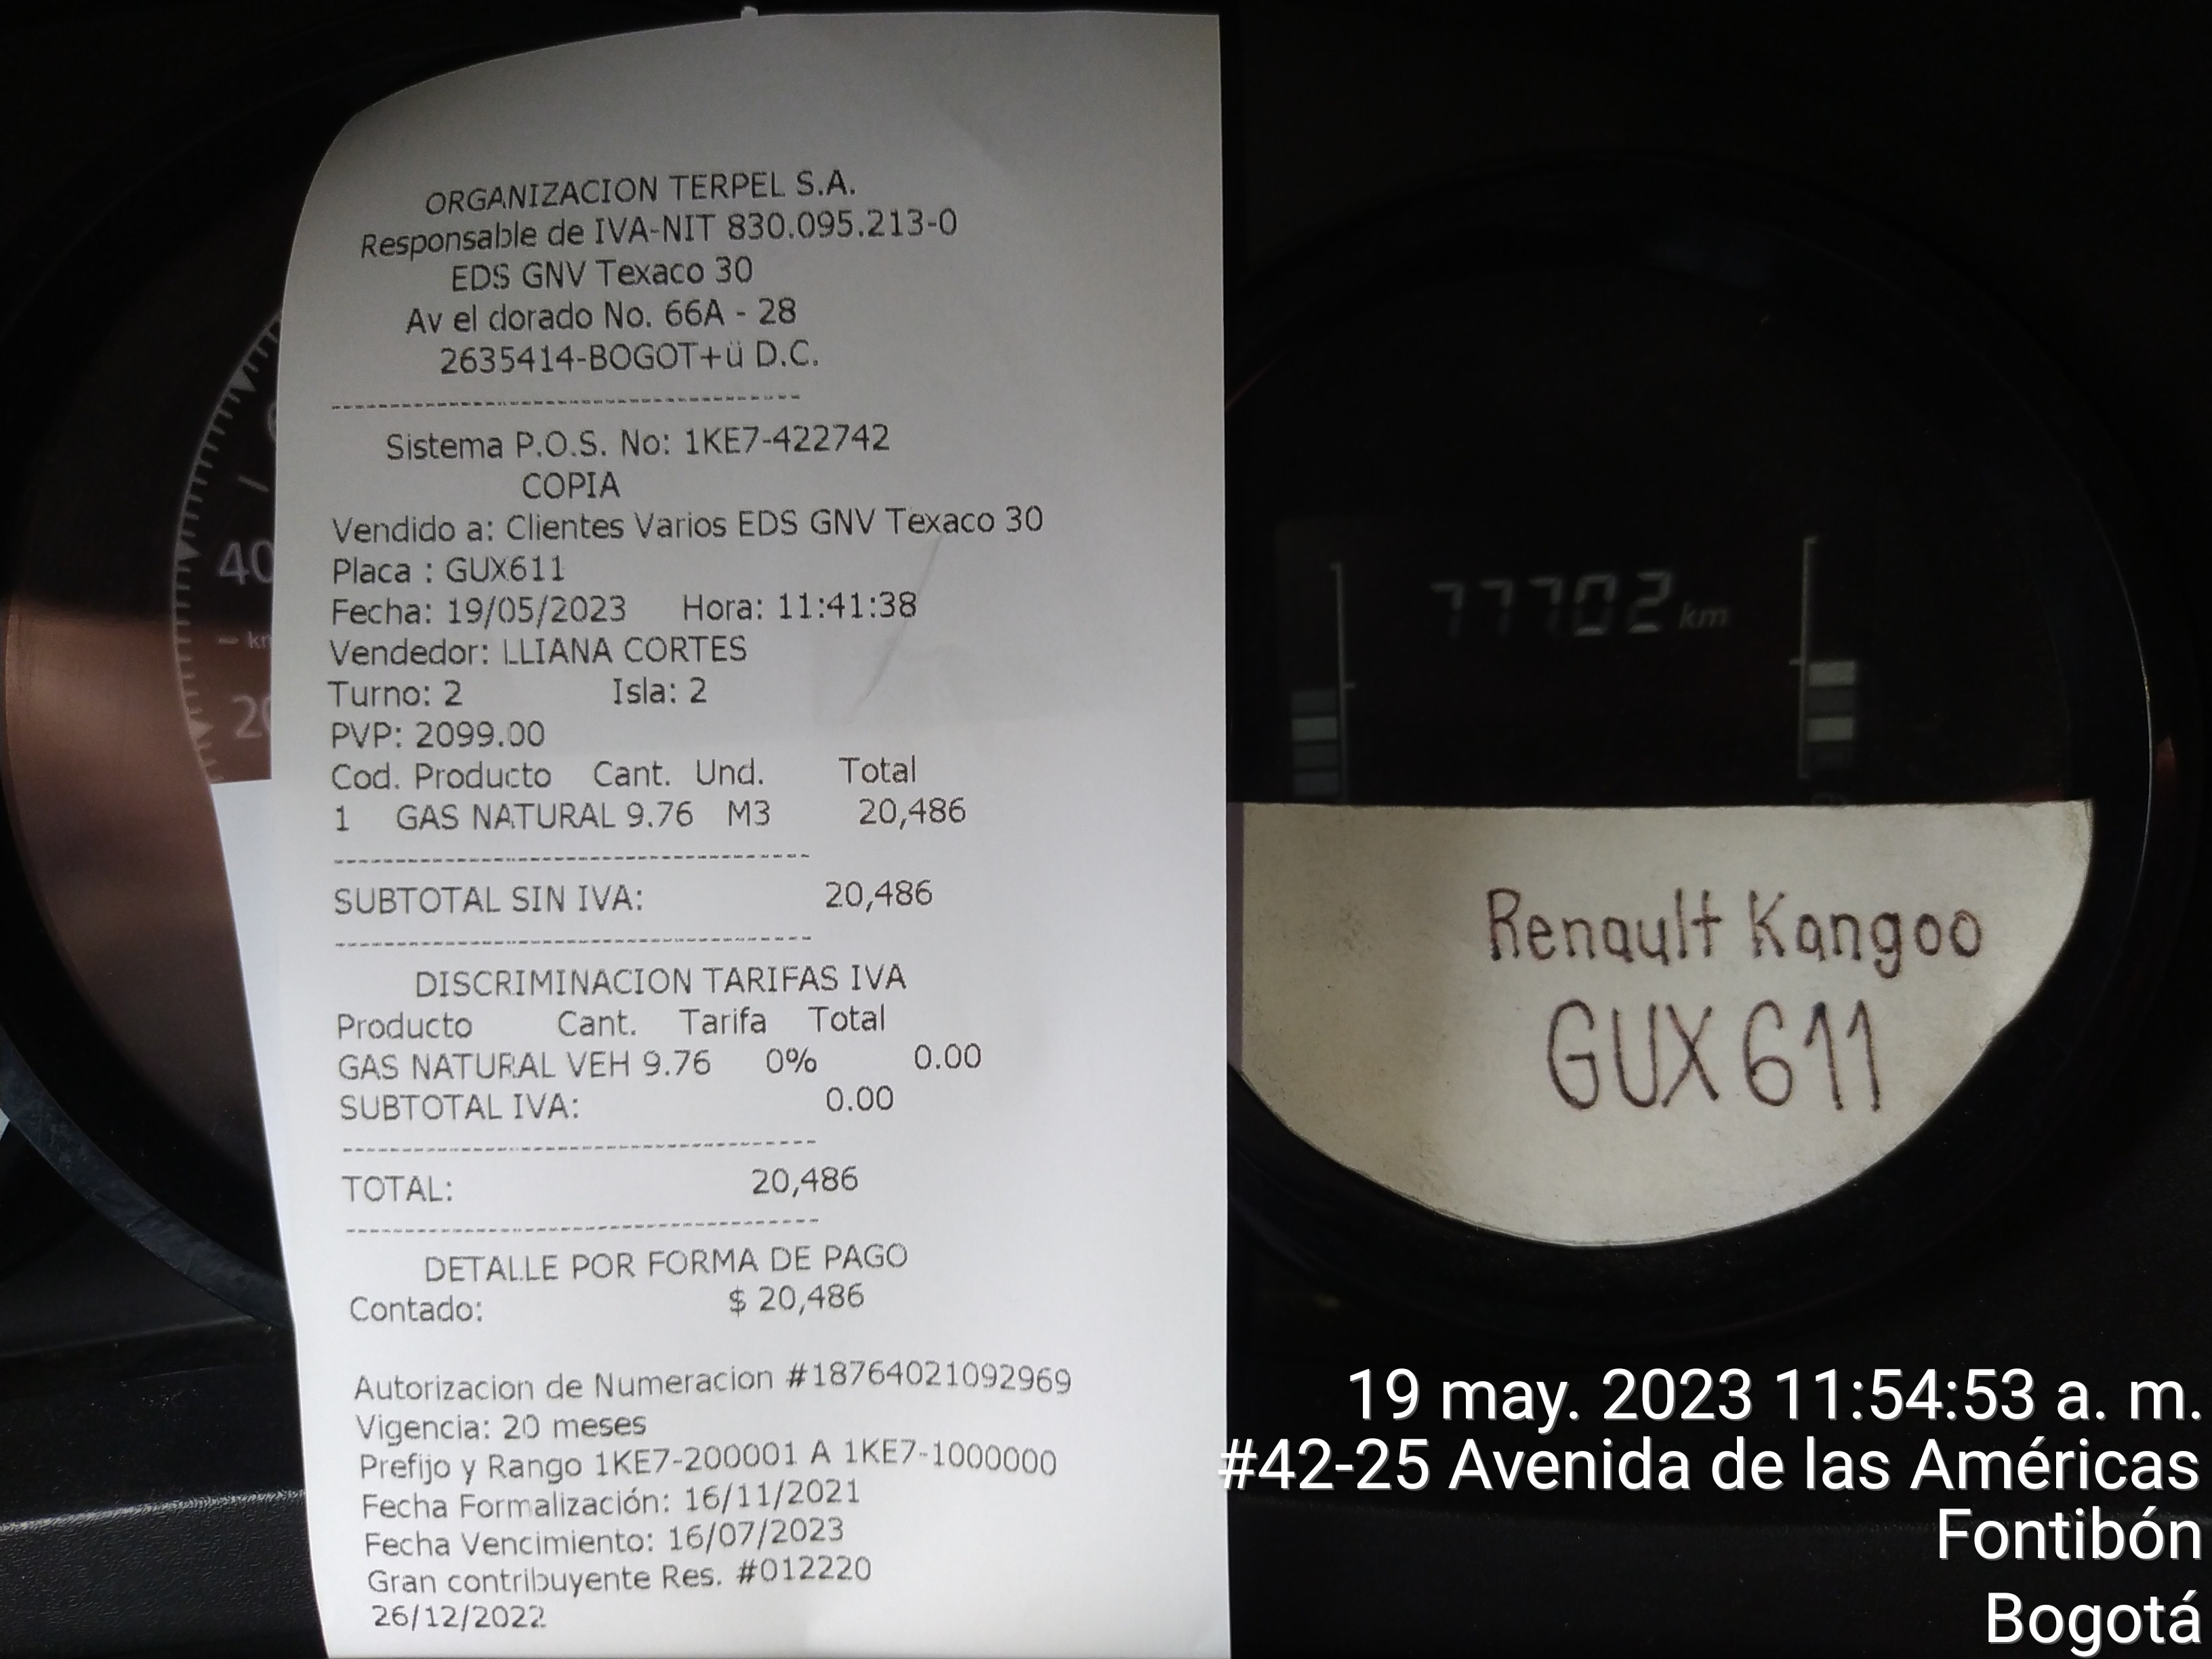 ORGANIZACION TERPEL S.A.
Responsable de IVA-NIT 830.095.213-0
EDS GNV Texaco 30
Av el dorado No. 66A - 28
2635414-BOGOT+ü D.C.
Sistema P.O.S. No: 1KE7-422742
COPIA
Vendido a: Clientes Varios EDS GNV Texaco 30
Placa : GUX611
Fecha: 19/05/2023 Hora: 11:41:38
Vendedor: LLIANA CORTES
Turno: 2 Isla: 2
PVP: 2099.00
Cod. Producto Cant. Und. Total
1 GAS NATURAL 9.76 M3 20,486
SUBTOTAL SIN IVA: 20,486
DISCRIMINACION TARIFAS IVA
Producto Cant. Tarifa Total
GAS NATURAL VEH 9.76 0% 0.00
SUBTOTAL IVA: 0.00
TOTAL: 20,486
DETALLE POR FORMA DE PAGO
Contado: $ 20,486
Autorizacion de Numeracion #18764021092969
Vigencia: 20 meses
Prefijo y Rango 1KE7-200001 A 1KE7-1000000
Fecha Formalización: 16/11/2021
Fecha Vencimiento: 16/07/2023
Gran contribuyente Res. #012220
26/12/2022
40
20
77702 km
Renault Kangoo
GUX 611
19 may. 2023 11:54:53 a. m.
#42-25 Avenida de las Américas
Fontibón
Bogotá